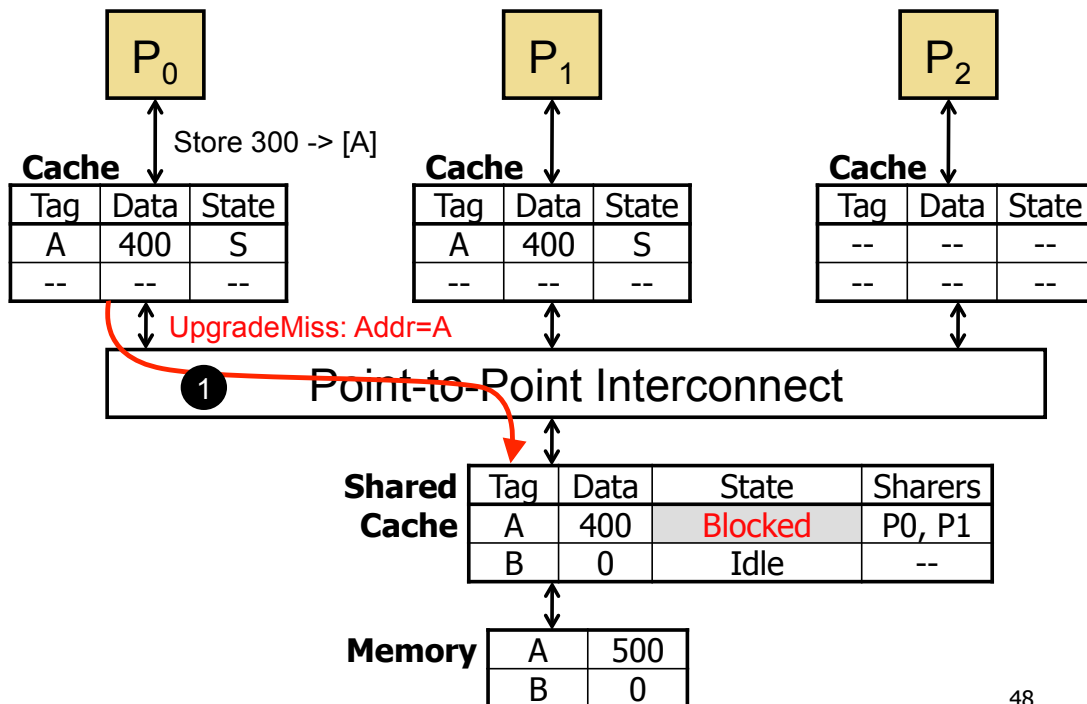 P0 P1 P2
Store 300 -> [A]
Cache Cache Cache
Tag Data State Tag Data State Tag Data State
A 400 S A 400 S -- -- --
-- -- -- -- -- -- -- -- --
UpgradeMiss: Addr=A
1 Point-to-Point Interconnect
Shared Tag Data State Sharers
Cache A 400 Blocked P0, P1
B 0 Idle --
Memory A 500
B 0
48